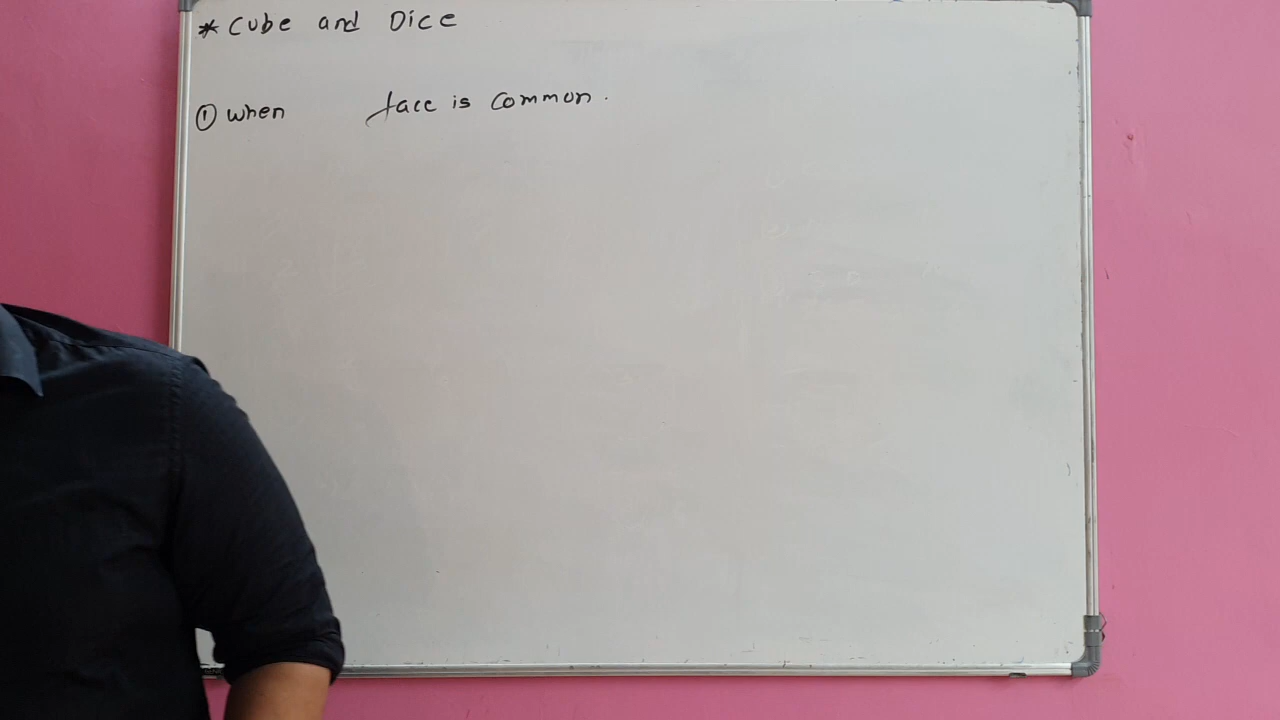 * Cube and Dice
① When face is common.